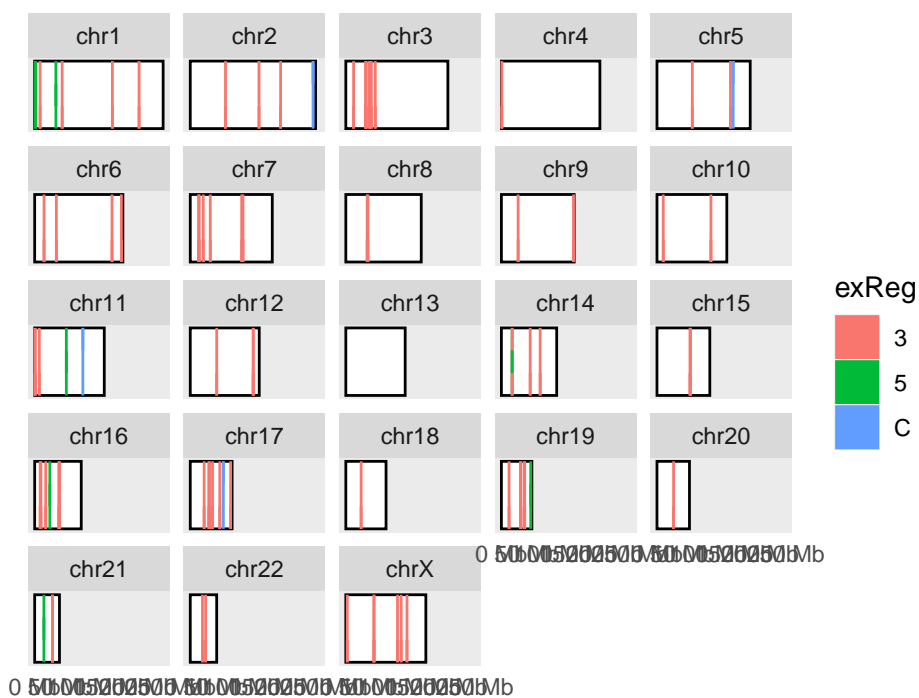 chr1 chr2 chr3 chr4 chr5
chr6 chr7 chr8 chr9 chr10
exReg
3
chr11 chr12 chr13 chr14 chr15
5
C
chr16 chr17 chr18 chr19 chr20
chr21 chr22 chrX